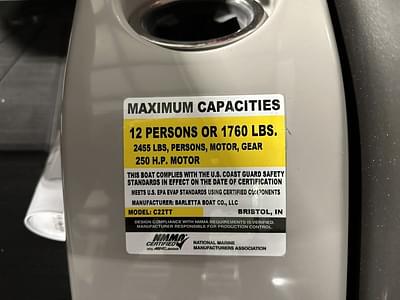 MAXIMUM CAPACITIES
12 PERSONS OR 1760 LBS.
2455 LBS, PERSONS, MOTOR, GEAR
250 H.P. MOTOR
THIS BOAT COMPLIES WITH THE U.S. COAST GUARD SAFETY
STANDARDS IN EFFECT ON THE DATE OF CERTIFICATION
MEETS U.S. EPA EVAP STANDARDS USING CERTIFIED COMPONENTS
MANUFACTURER: BARLETTA BOAT CO., LLC
MODEL: C22TT BRISTOL, IN
DESIGN COMPLIANCE WITH NMMA REQUIREMENTS IS VERIFIED.
MANUFACTURER RESPONSIBLE FOR PRODUCTION CONTROL.
NMMA
CERTIFIED
NATIONAL MARINE
MANUFACTURERS ASSOCIATION